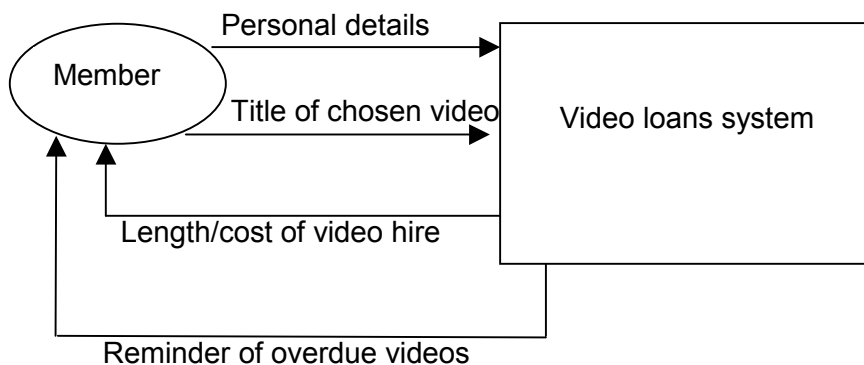 Personal details
Member
Title of chosen video
Video loans system
Length/cost of video hire
Reminder of overdue videos